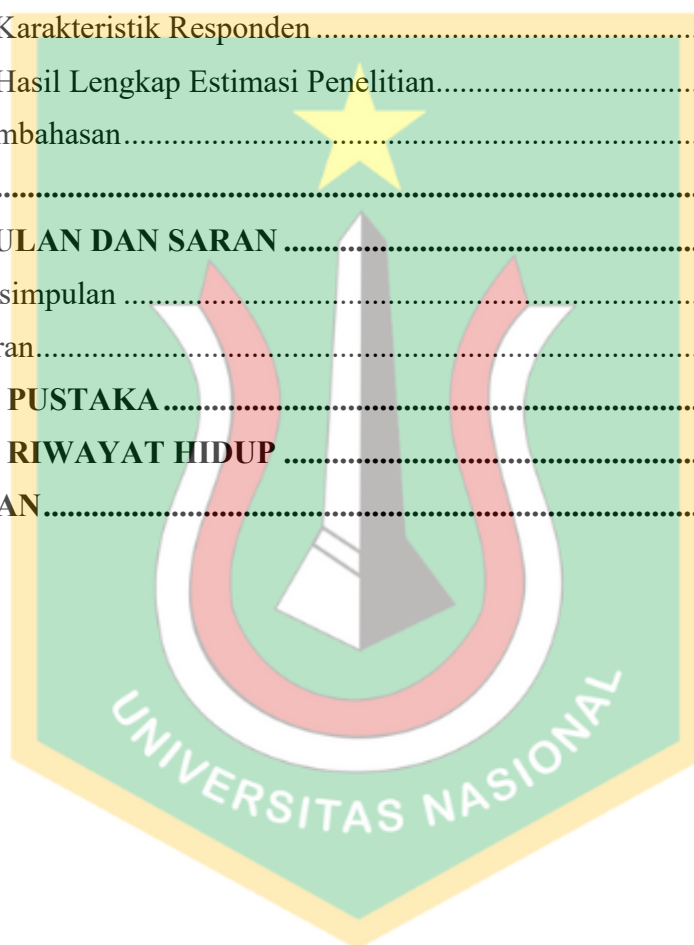 Karakteristik Responden ........................................................
Hasil Lengkap Estimasi Penelitian........................................
mbahasan................................................................................
................................................................................................
ULAN DAN SARAN ....................................................
simpulan ................................................................................
ran..........................................................................................
PUSTAKA....................................................................
RIWAYAT HIDUP ....................................................
AN..................................................................................
UNIVERSITAS NASIONAL